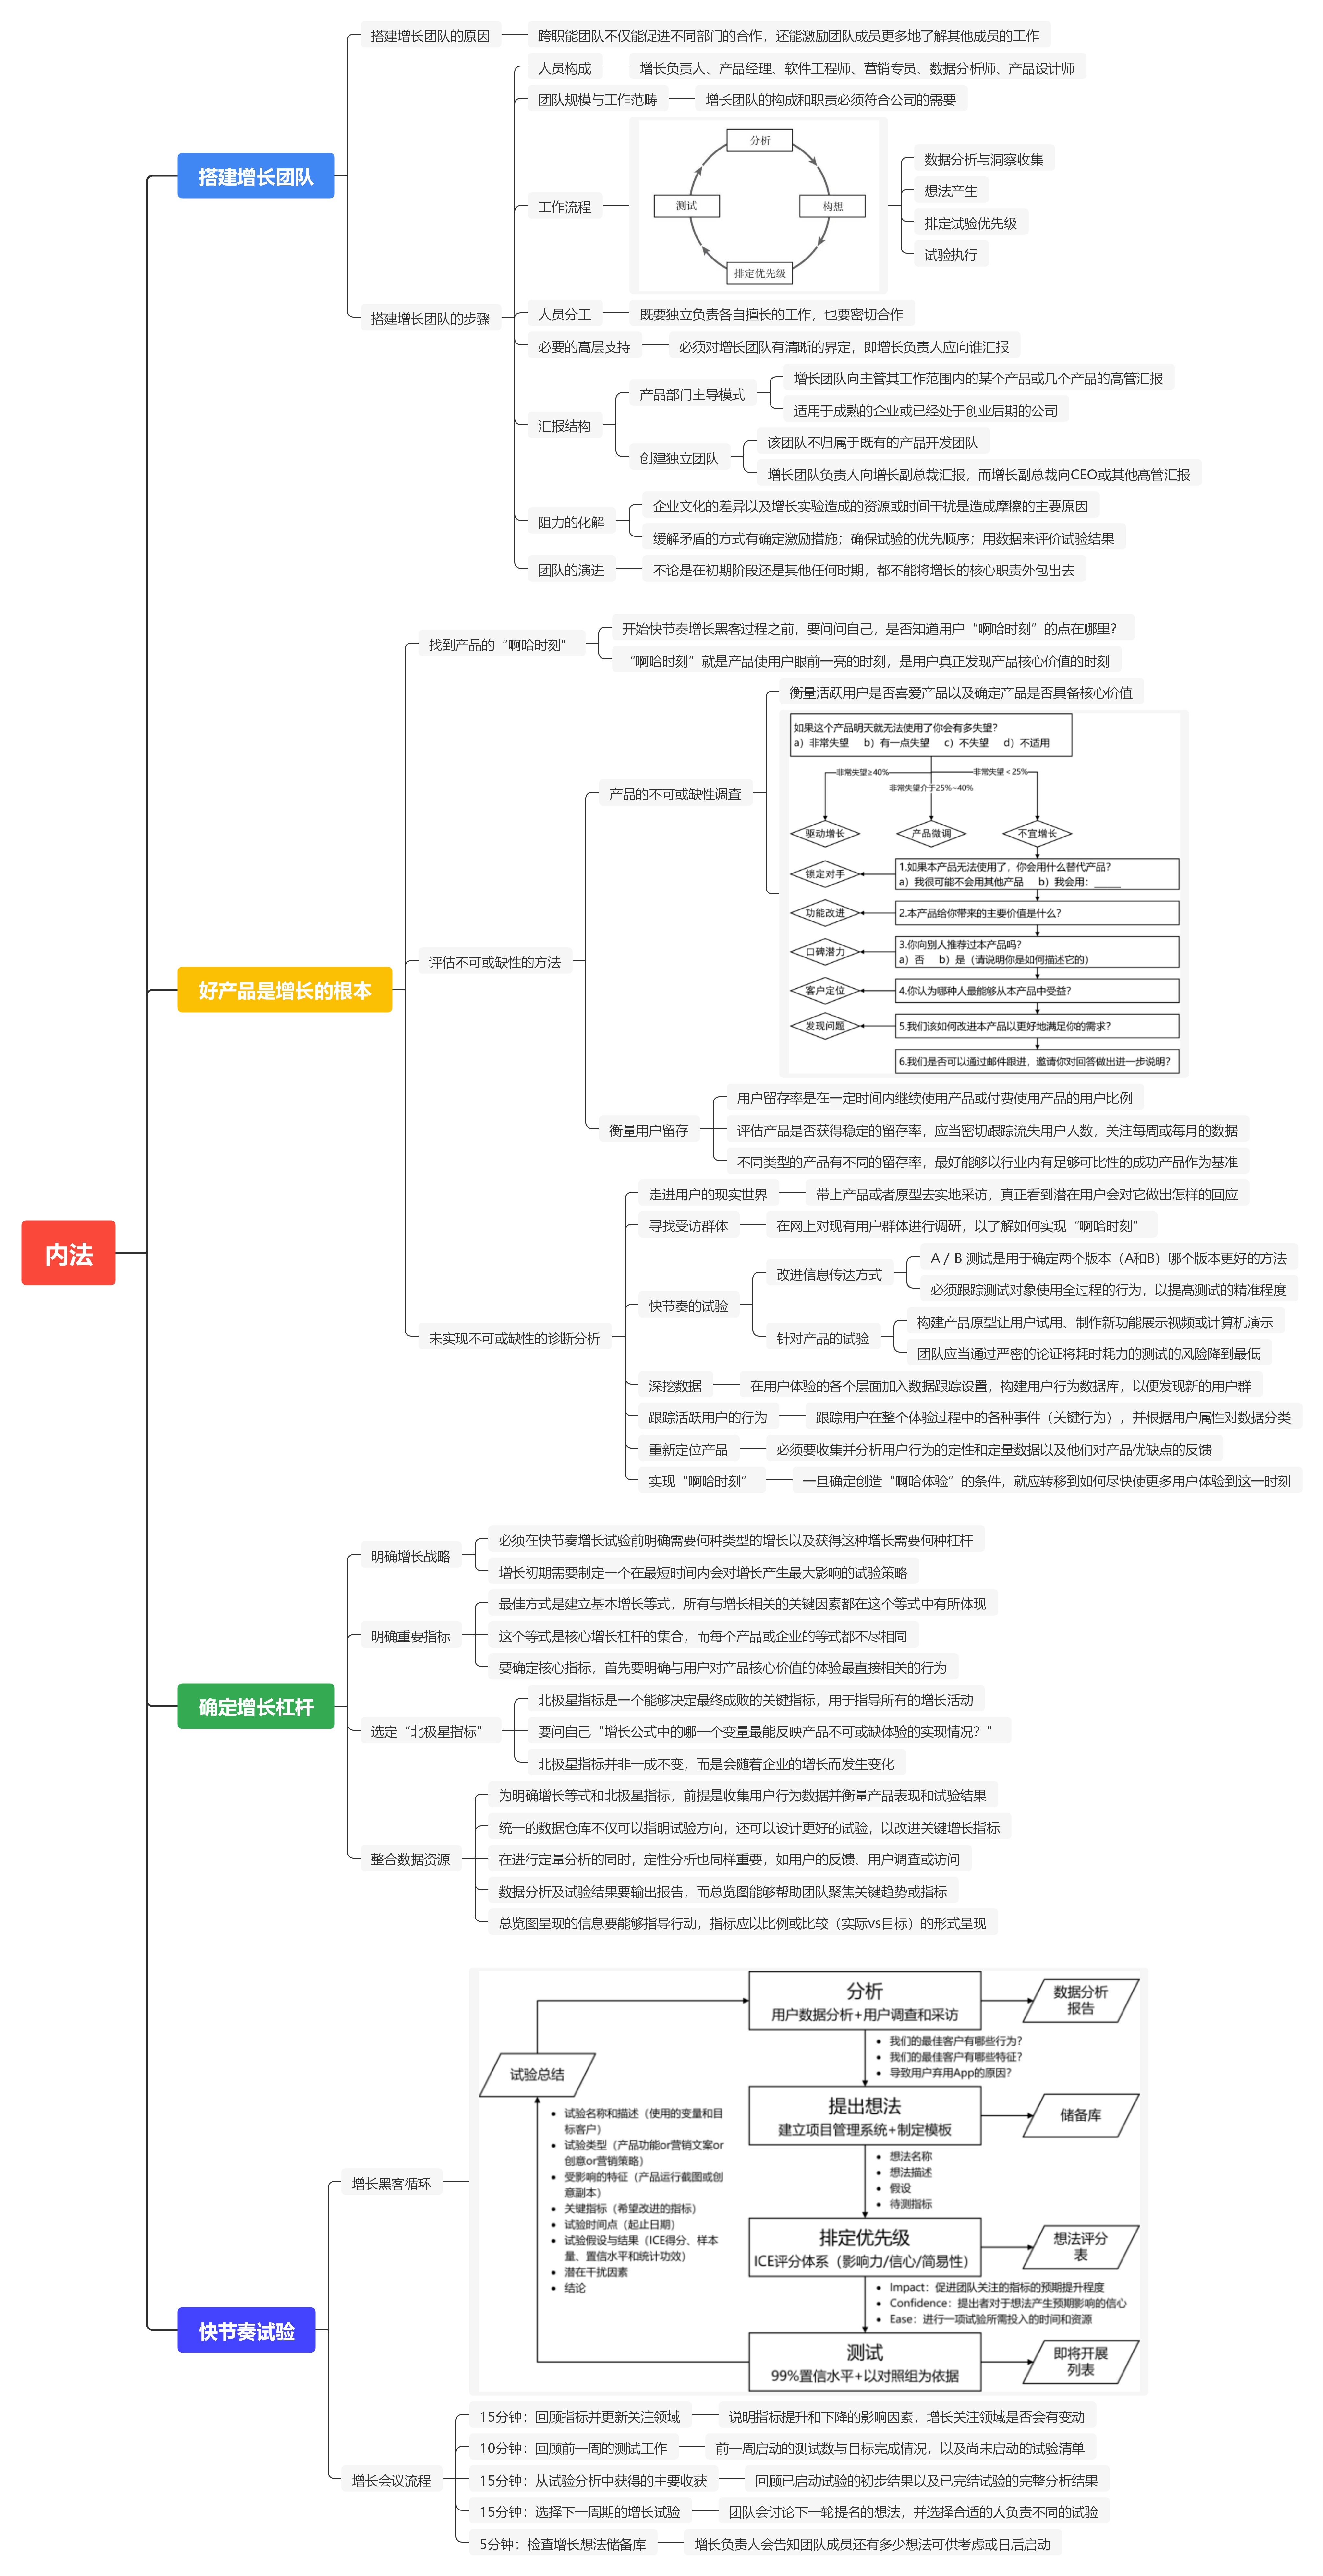 内法
搭建增长团队
搭建增长团队的原因
跨职能团队不仅能促进不同部门的合作，还能激励团队成员更多地了解其他成员的工作
搭建增长团队的步骤
人员构成
增长负责人、产品经理、软件工程师、营销专员、数据分析师、产品设计师
团队规模与工作范畴
增长团队的构成和职责必须符合公司的需要
工作流程
分析
构想
排定优先级
测试
数据分析与洞察收集
想法产生
排定试验优先级
试验执行
人员分工
既要独立负责各自擅长的工作，也要密切合作
必要的高层支持
必须对增长团队有清晰的界定，即增长负责人应向谁汇报
汇报结构
产品部门主导模式
增长团队向主管其工作范围内的某个产品或几个产品的高管汇报
适用于成熟的企业或已经处于创业后期的公司
创建独立团队
该团队不归属于既有的产品开发团队
增长团队负责人向增长副总裁汇报，而增长副总裁向CEO或其他高管汇报
阻力的化解
企业文化的差异以及增长实验造成的资源或时间干扰是造成摩擦的主要原因
缓解矛盾的方式有确定激励措施；确保试验的优先顺序；用数据来评价试验结果
团队的演进
不论是在初期阶段还是其他任何时期，都不能将增长的核心职责外包出去
好产品是增长的根本
找到产品的“啊哈时刻”
开始快节奏增长黑客过程之前，要问问自己，是否知道用户“啊哈时刻”的点在哪里？
“啊哈时刻”就是产品使用户眼前一亮的时刻，是用户真正发现产品核心价值的时刻
评估不可或缺性的方法
产品的不可或缺性调查
衡量活跃用户是否喜爱产品以及确定产品是否具备核心价值
如果这个产品明天就无法使用了你会有多失望？
a）非常失望 b）有一点失望 c）不失望 d）不适用
非常失望≥40%
非常失望＜25%
非常失望介于25%~40%
驱动增长
产品微调
不宜增长
锁定对手
1.如果本产品无法使用了，你会用什么替代产品？
a）我很可能不会用其他产品 b）我会用：______
功能改进
2.本产品给你带来的主要价值是什么？
口碑潜力
3.你向别人推荐过本产品吗？
a）否 b）是（请说明你是如何描述它的）
客户定位
4.你认为哪种人最能够从本产品中受益？
发现问题
5.我们该如何改进本产品以更好地满足你的需求？
6.我们是否可以通过邮件跟进，邀请你对回答做出进一步说明？
衡量用户留存
用户留存率是在一定时间内继续使用产品或付费使用产品的用户比例
评估产品是否获得稳定的留存率，应当密切跟踪流失用户人数，关注每周或每月的数据
不同类型的产品有不同的留存率，最好能够以行业内有足够可比性的成功产品作为基准
未实现不可或缺性的诊断分析
走进用户的现实世界
带上产品或者原型去实地采访，真正看到潜在用户会对它做出怎样的回应
寻找受访群体
在网上对现有用户群体进行调研，以了解如何实现“啊哈时刻”
快节奏的试验
改进信息传达方式
A / B 测试是用于确定两个版本（A和B）哪个版本更好的方法
必须跟踪测试对象使用全过程的行为，以提高测试的精准程度
针对产品的试验
构建产品原型让用户试用、制作新功能展示视频或计算机演示
团队应当通过严密的论证将耗时耗力的测试的风险降到最低
深挖数据
在用户体验的各个层面加入数据跟踪设置，构建用户行为数据库，以便发现新的用户群
跟踪活跃用户的行为
跟踪用户在整个体验过程中的各种事件（关键行为），并根据用户属性对数据分类
重新定位产品
必须要收集并分析用户行为的定性和定量数据以及他们对产品优缺点的反馈
实现“啊哈时刻”
一旦确定创造“啊哈体验”的条件，就应转移到如何尽快使更多用户体验到这一时刻
确定增长杠杆
明确增长战略
必须在快节奏增长试验前明确需要何种类型的增长以及获得这种增长需要何种杠杆
增长初期需要制定一个在最短时间内会对增长产生最大影响的试验策略
明确重要指标
最佳方式是建立基本增长等式，所有与增长相关的关键因素都在这个等式中有所体现
这个等式是核心增长杠杆的集合，而每个产品或企业的等式都不尽相同
要确定核心指标，首先要明确与用户对产品核心价值的体验最直接相关的行为
选定“北极星指标”
北极星指标是一个能够决定最终成败的关键指标，用于指导所有的增长活动
要问自己“增长公式中的哪一个变量最能反映产品不可或缺体验的实现情况？”
北极星指标并非一成不变，而是会随着企业的增长而发生变化
整合数据资源
为明确增长等式和北极星指标，前提是收集用户行为数据并衡量产品表现和试验结果
统一的数据仓库不仅可以指明试验方向，还可以设计更好的试验，以改进关键增长指标
在进行定量分析的同时，定性分析也同样重要，如用户的反馈、用户调查或访问
数据分析及试验结果要输出报告，而总览图能够帮助团队聚焦关键趋势或指标
总览图呈现的信息要能够指导行动，指标应以比例或比较（实际vs目标）的形式呈现
快节奏试验
增长黑客循环
分析
用户数据分析+用户调查和采访
数据分析
报告
• 我们的最佳客户有哪些行为？
• 我们的最佳客户有哪些特征？
• 导致用户弃用App的原因？
提出想法
建立项目管理系统+制定模板
储备库
• 想法名称
• 想法描述
• 假设
• 待测指标
排定优先级
ICE评分体系（影响力/信心/简易性）
想法评分
表
• Impact：促进团队关注的指标的预期提升程度
• Confidence：提出者对于想法产生预期影响的信心
• Ease：进行一项试验所需投入的时间和资源
测试
99%置信水平+以对照组为依据
即将开展
列表
试验总结
• 试验名称和描述（使用的变量和目
标客户）
• 试验类型（产品功能or营销文案or
创意or营销策略）
• 受影响的特征（产品运行截图或创
意副本）
• 关键指标（希望改进的指标）
• 试验时间点（起止日期）
• 试验假设与结果（ICE得分、样本
量、置信水平和统计功效）
• 潜在干扰因素
• 结论
增长会议流程
15分钟：回顾指标并更新关注领域
说明指标提升和下降的影响因素，增长关注领域是否会有变动
10分钟：回顾前一周的测试工作
前一周启动的测试数与目标完成情况，以及尚未启动的试验清单
15分钟：从试验分析中获得的主要收获
回顾已启动试验的初步结果以及已完结试验的完整分析结果
15分钟：选择下一周期的增长试验
团队会讨论下一轮提名的想法，并选择合适的人负责不同的试验
5分钟：检查增长想法储备库
增长负责人会告知团队成员还有多少想法可供考虑或日后启动